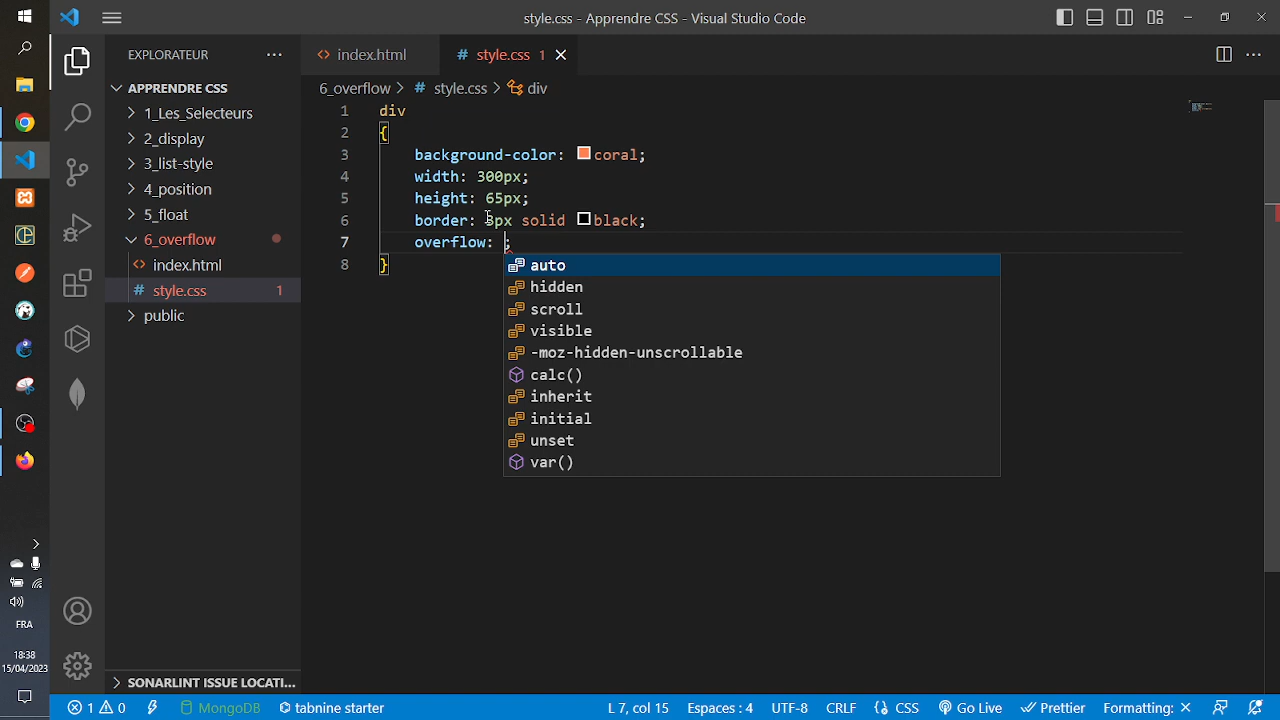 style.css - Apprendre CSS - Visual Studio Code
EXPLORATEUR
APPRENDRE CSS
1_Les_Selecteurs
2_display
3_list-style
4_position
5_float
6_overflow
<> index.html
# style.css 1
public
SONARLINT ISSUE LOCATI...
<> index.html
# style.css 1
6_overflow > # style.css > div
1 div
2 {
3 background-color: coral;
4 width: 300px;
5 height: 65px;
6 border: 3px solid black;
7 overflow: ;
8 }
auto
hidden
scroll
visible
-moz-hidden-unscrollable
calc()
inherit
initial
unset
var()
FRA
18:38
15/04/2023
1 0 MongoDB tabnine starter L 7, col 15 Espaces : 4 UTF-8 CRLF {} CSS Go Live Prettier Formatting: ×